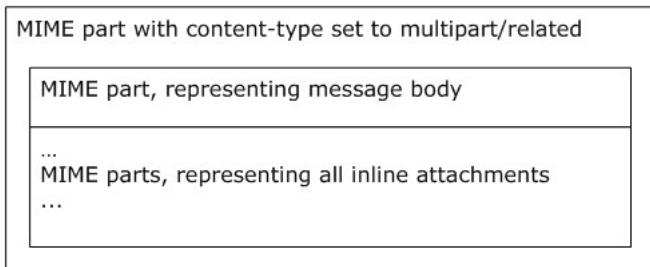 MIME part with content-type set to multipart/related
MIME part, representing message body
...
MIME parts, representing all inline attachments
...